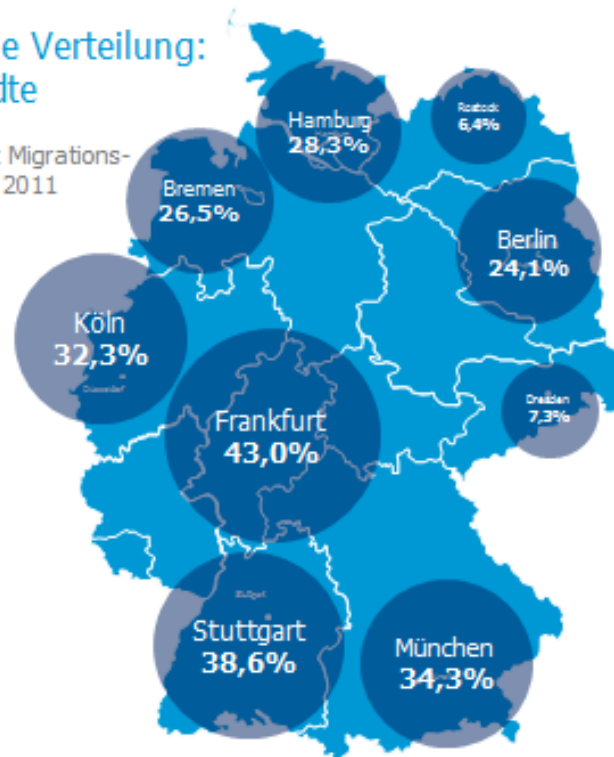 e Verteilung:
dte
t Migrations-
2011
Hamburg
28,3%
Rostock
6,4%
Bremen
26,5%
Berlin
24,1%
Köln
32,3%
Düsseldorf
Dresden
7,3%
Frankfurt
43,0%
Stuttgart
Stuttgart
38,6%
München
34,3%